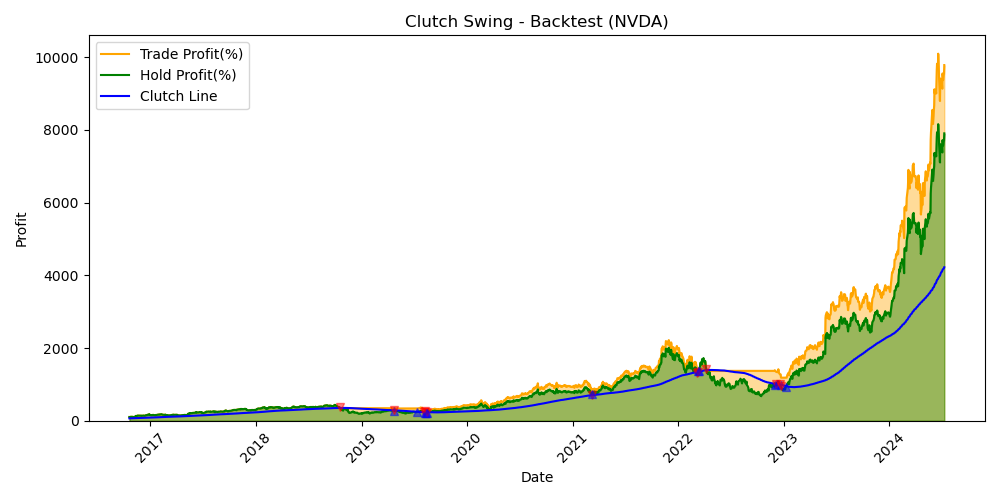 Clutch Swing - Backtest (NVDA)
Trade Profit(%)
Hold Profit(%)
Clutch Line
Profit
10000
8000
6000
4000
2000
0
2017
2018
2019
2020
2021
2022
2023
2024
Date